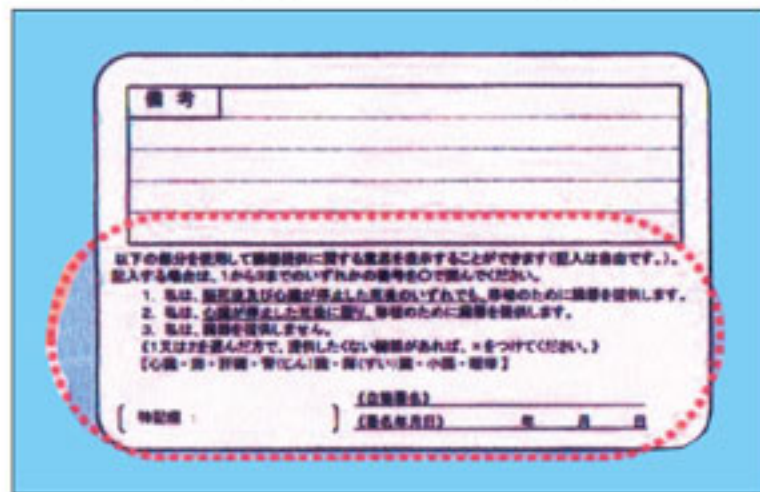 備考
以下の部分を使用して臓器提供に関する意思を表示することができます(記入は自由です。)。
記入する場合は、1から3までのいずれかの番号を〇で囲んでください。
1. 私は、脳死後及び心臓が停止した死後のいずれでも、移植のために臓器を提供します。
2. 私は、心臓が停止した死後に限り、移植のために臓器を提供します。
3. 私は、臓器を提供しません。
《1又は2を選んだ方で、提供したくない臓器があれば、×をつけてください。》
【心臓・肺・肝臓・腎(じん)臓・膵(すい)臓・小腸・眼球】
[特記欄: ]
《自筆署名》
《署名年月日》 年 月 日